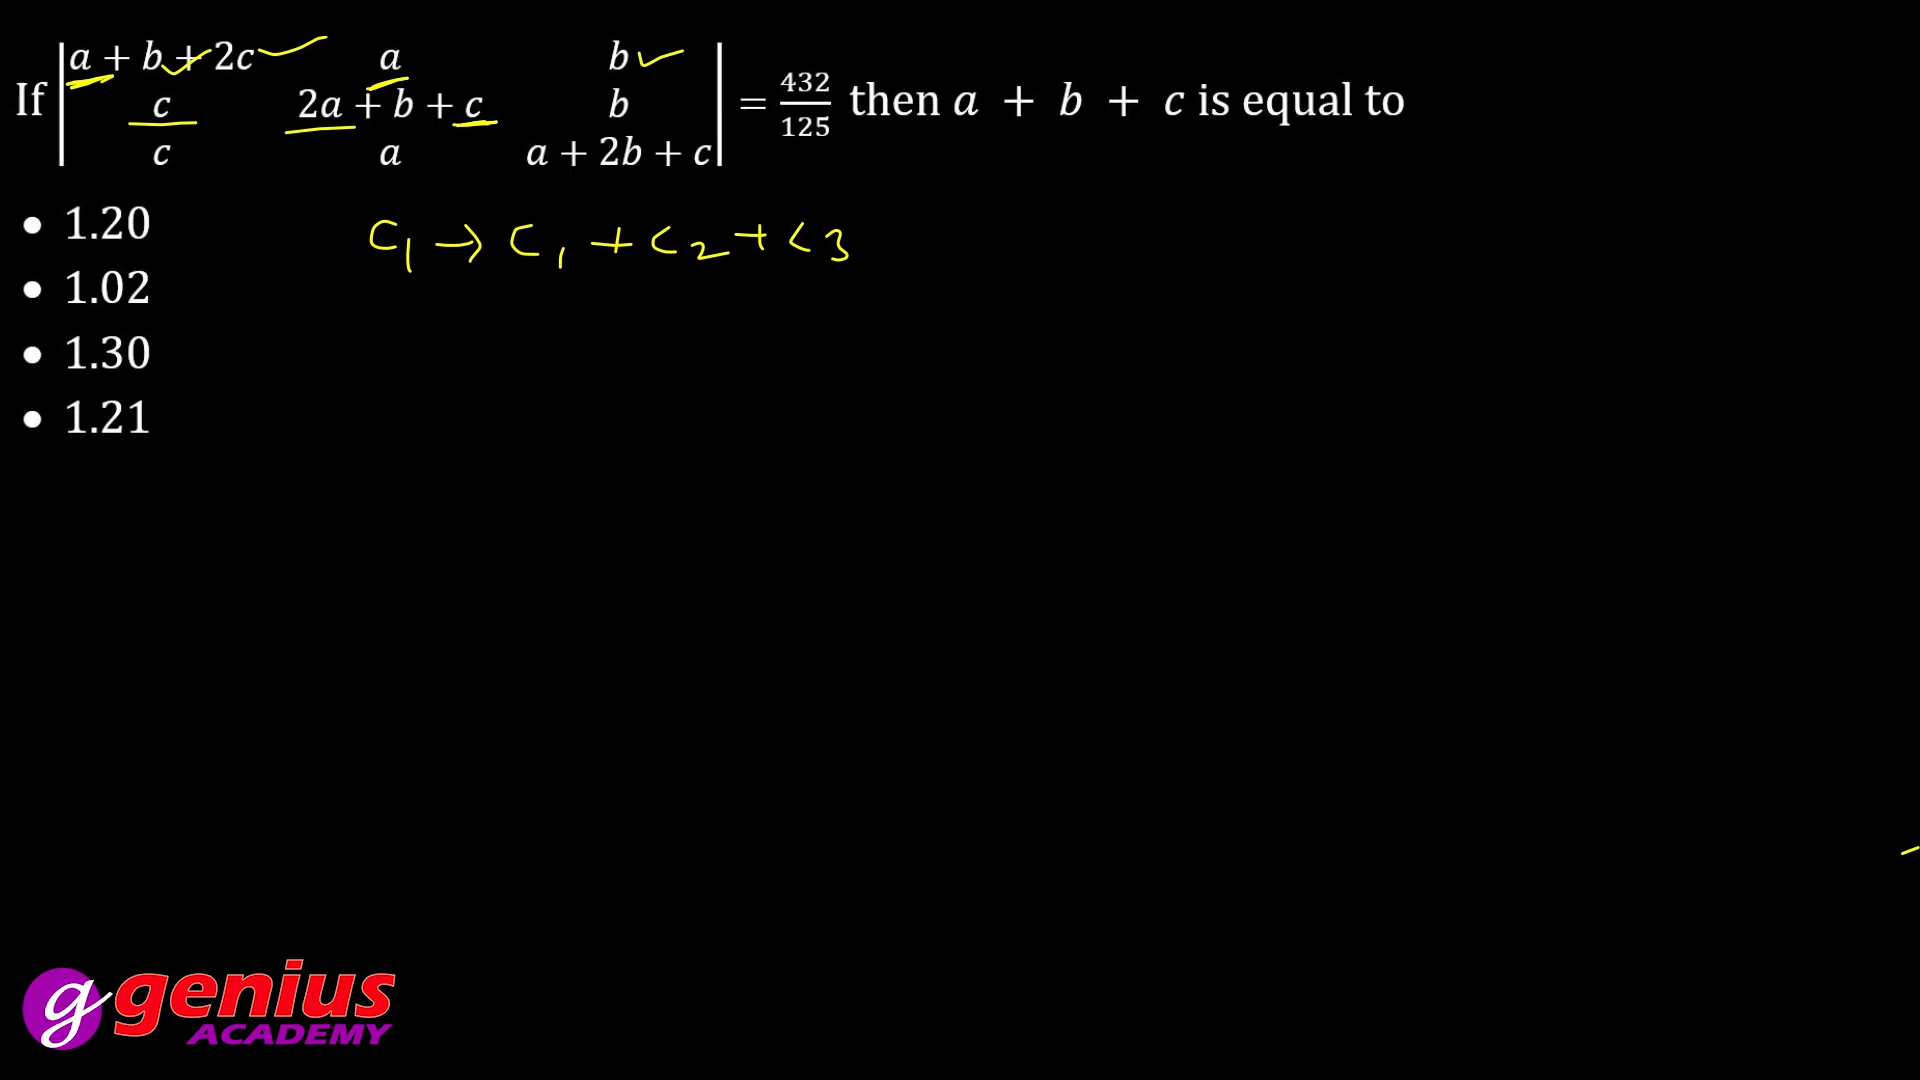 a + b + 2c a b
If c 2a + b + c b = 432/125 then a + b + c is equal to
c a a + 2b + c
• 1.20
C1 → C1 + C2 + C3
• 1.02
• 1.30
• 1.21
g genius
ACADEMY